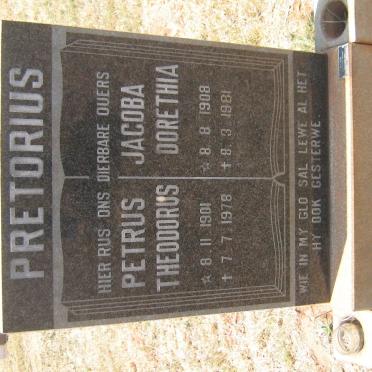 PRETORIUS
HIER RUS ONS DIERBARE OUERS
PETRUS
THEODORUS
☆ 8. 11. 1901
† 7. 7. 1978
JACOBA
DORETHIA
☆ 8. 8. 1908
† 8. 3. 1981
WIE IN MY GLO SAL LEWE AL HET
HY OOK GESTERWE